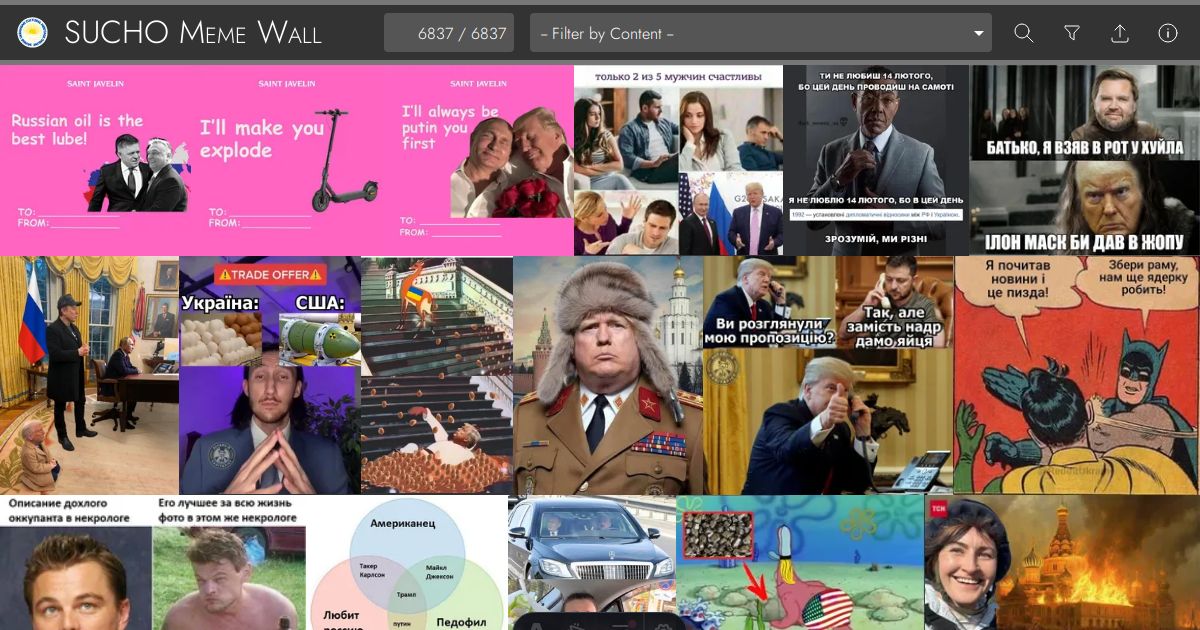 SUCHO Meme Wall
6837 / 6837
-- Filter by Content --
SAINT JAVELIN
Russian oil is the
best lube!
TO:
FROM:
SAINT JAVELIN
I'll make you
explode
TO:
FROM:
SAINT JAVELIN
I'll always be
putin you
first
TO:
FROM:
только 2 из 5 мужчин счастливы
G20
ТИ НЕ ЛЮБИШ 14 ЛЮТОГО,
БО ЦЕЙ ДЕНЬ ПРОВОДИШ НА САМОТІ
Я НЕ ЛЮБЛЮ 14 ЛЮТОГО, БО В ЦЕЙ ДЕНЬ
1992 — установлені дипломатичні відносини між РФ і Україною.
ЗРОЗУМІЙ, МИ РІЗНІ
БАТЬКО, Я ВЗЯВ В РОТ У ХУЙЛА
ІЛОН МАСК БИ ДАВ В ЖОПУ
TRADE OFFER
Україна:
США:
Ви розглянули
мою пропозицію?
Так, але
замість надр
дамо яйця
Я почитав
новини і
це пизда!
Збери раму,
нам ще ядерку
робить!
Описание дохлого
оккупанта в некрологе
Его лучшее за всю жизнь
фото в этом же некрологе
Американец
Такер
Карлсон
Майкл
Джексон
Трамп
Любит
путин
Педофил
ТСН